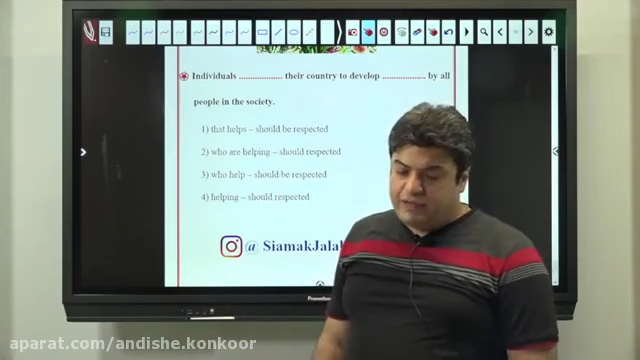 Individuals .................... their country to develop .................... by all
people in the society.
1) that helps – should be respected
2) who are helping – should respected
3) who help – should be respected
4) helping – should respected
@ SiamakJalal
Promethean
aparat.com/andishe.konkoor